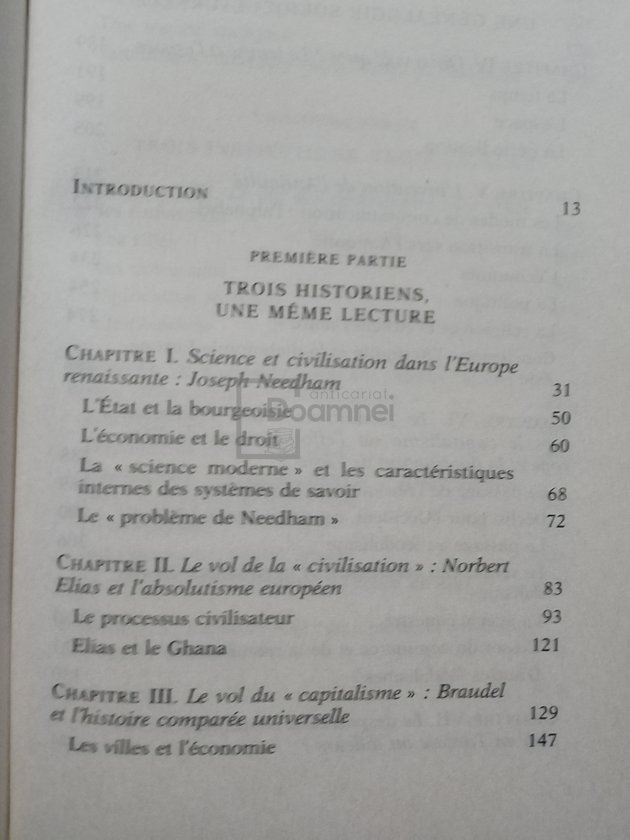 INTRODUCTION 13
PREMIÈRE PARTIE
TROIS HISTORIENS,
UNE MÊME LECTURE
CHAPITRE I. Science et civilisation dans l'Europe
renaissante : Joseph Needham 31
L'État et la bourgeoisie 50
L'économie et le droit 60
La « science moderne » et les caractéristiques
internes des systèmes de savoir 68
Le « problème de Needham » 72
CHAPITRE II. Le vol de la « civilisation » : Norbert
Elias et l'absolutisme européen 83
Le processus civilisateur 93
Elias et le Ghana 121
CHAPITRE III. Le vol du « capitalisme » : Braudel
et l'histoire comparée universelle 129
Les villes et l'économie 147
anticariat
Doamnei